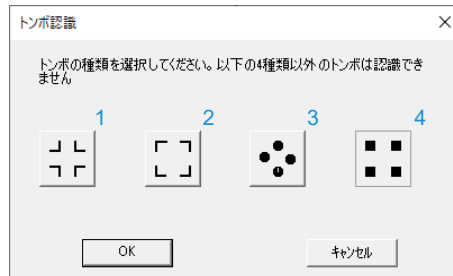 トンボ認識
トンボの種類を選択してください。以下の4種類以外のトンボは認識でき
ません
1 2 3 4
OK キャンセル